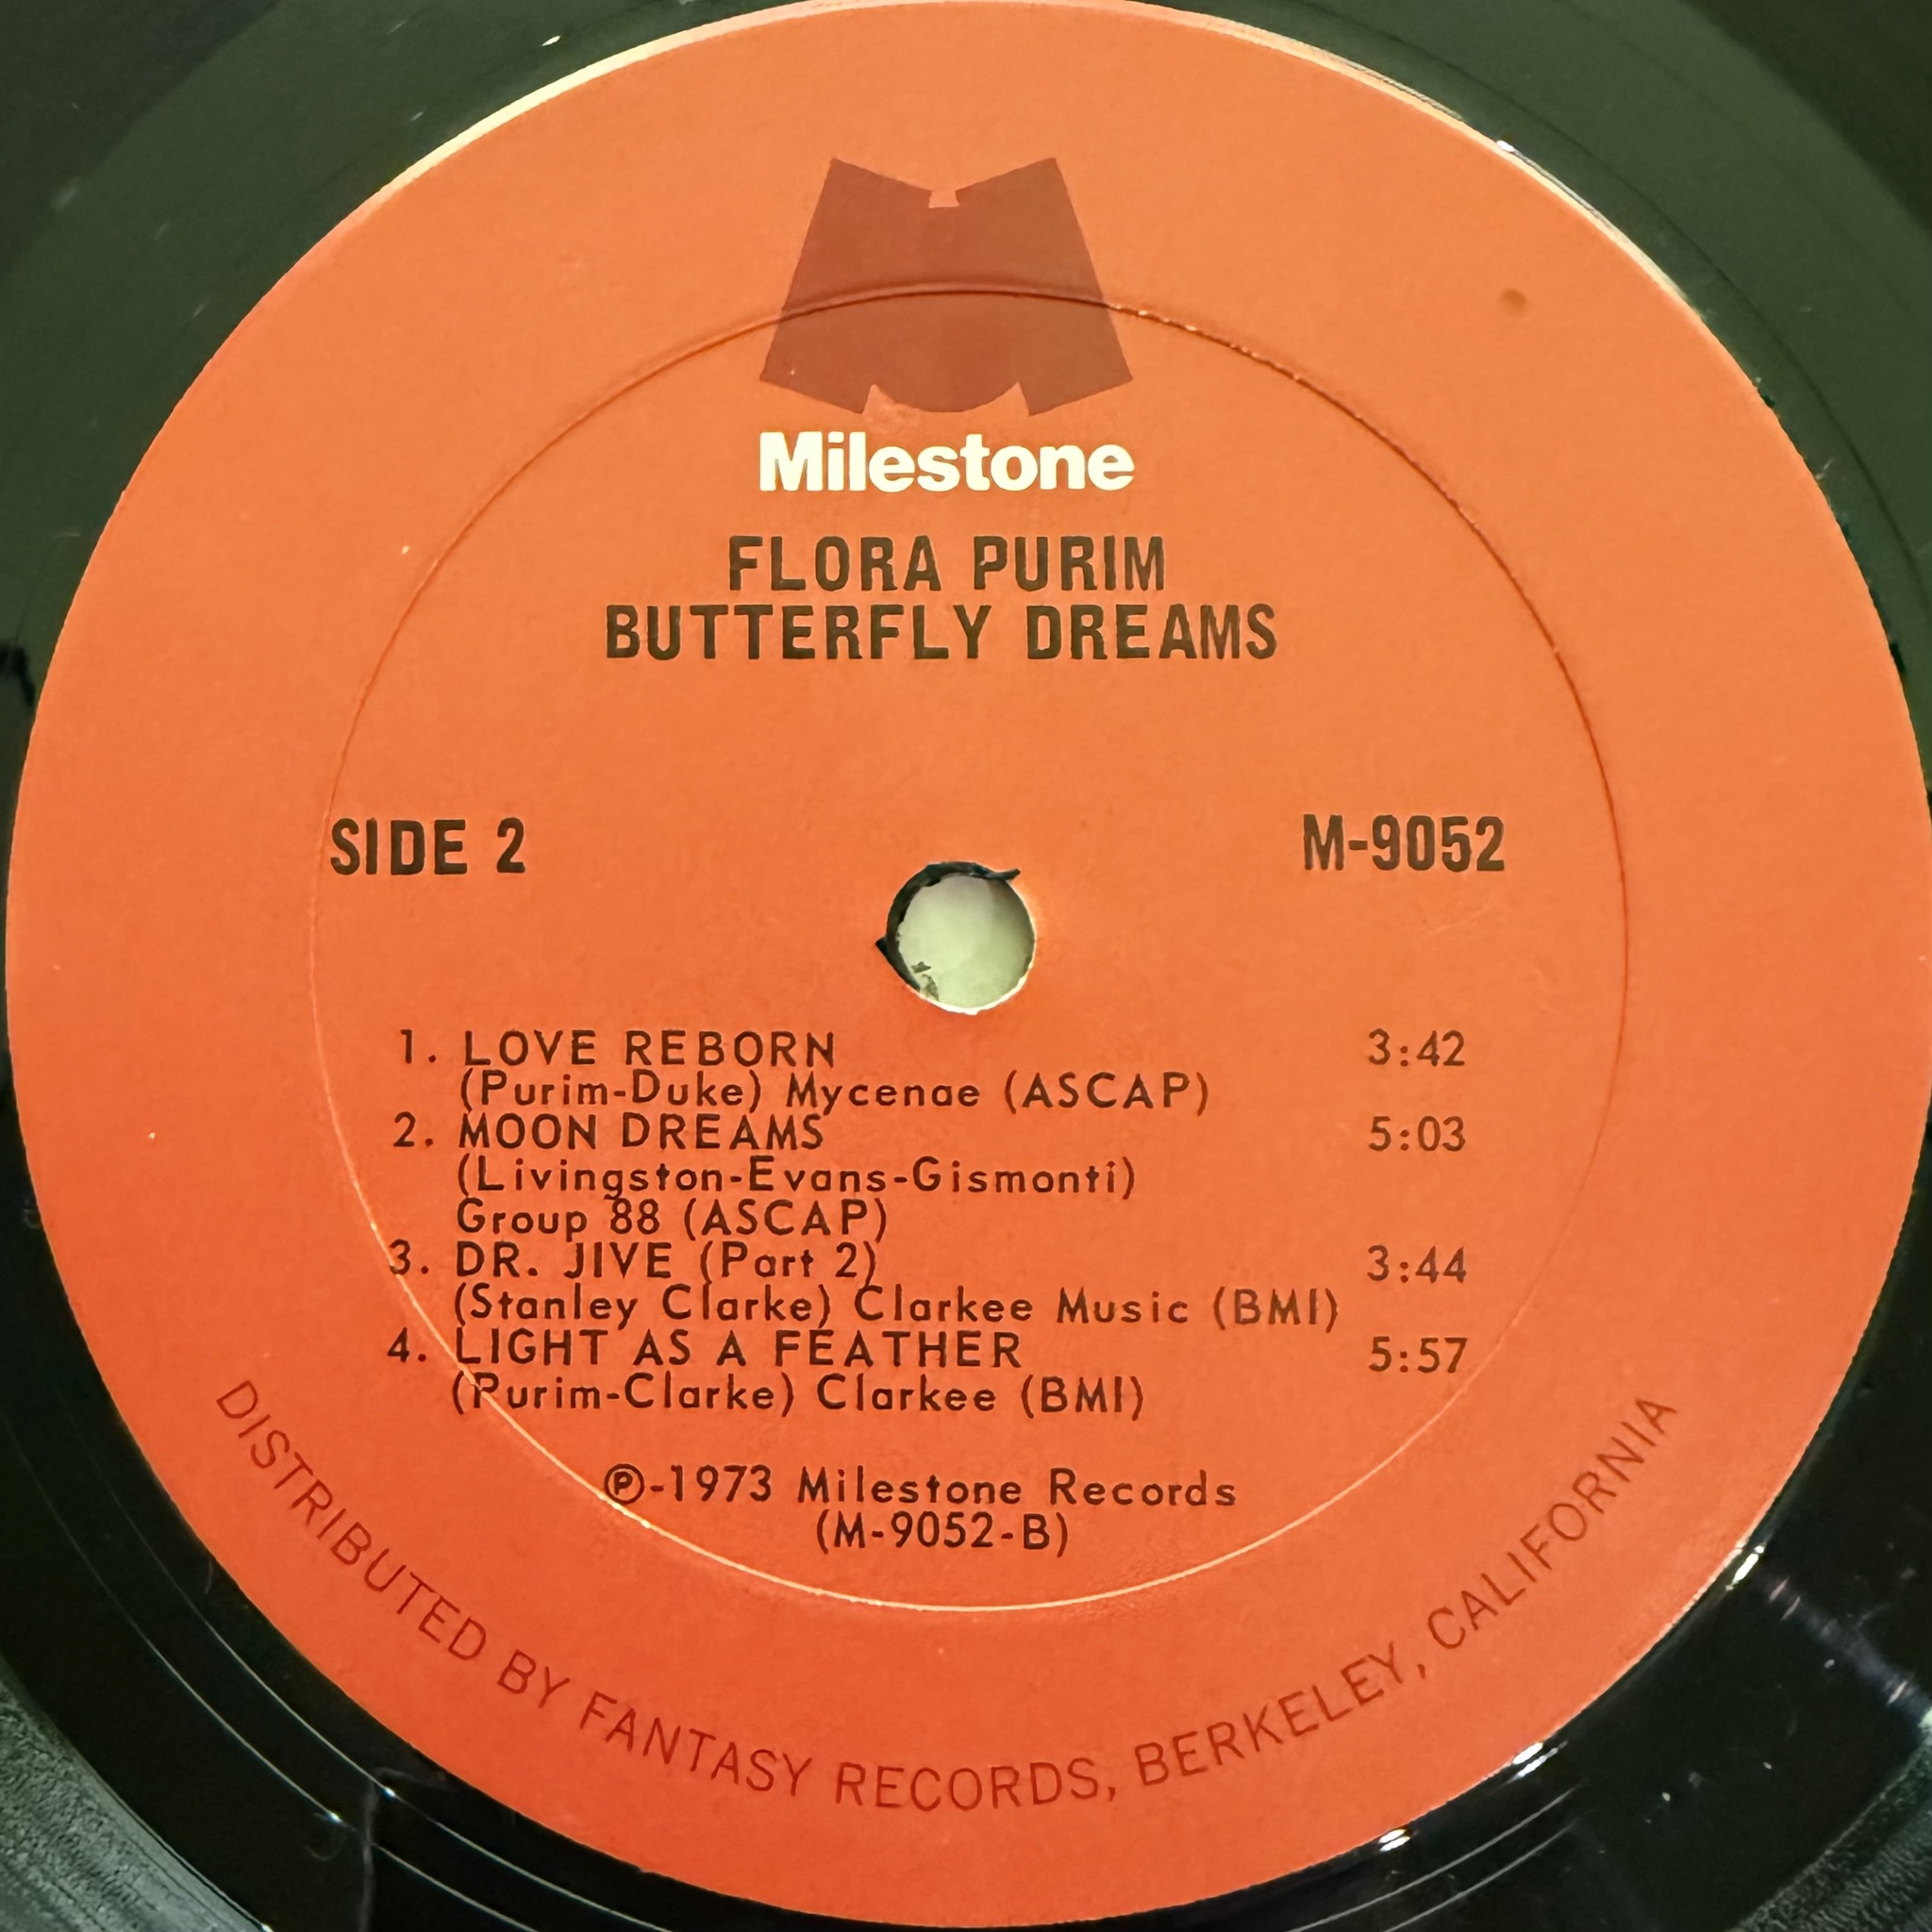 Milestone
FLORA PURIM
BUTTERFLY DREAMS
SIDE 2 M-9052
1. LOVE REBORN 3:42
(Purim-Duke) Mycenae (ASCAP)
2. MOON DREAMS 5:03
(Livingston-Evans-Gismonti)
Group 88 (ASCAP)
3. DR. JIVE (Part 2) 3:44
(Stanley Clarke) Clarkee Music (BMI)
4. LIGHT AS A FEATHER 5:57
(Purim-Clarke) Clarkee (BMI)
℗-1973 Milestone Records
(M-9052-B)
DISTRIBUTED BY FANTASY RECORDS, BERKELEY, CALIFORNIA